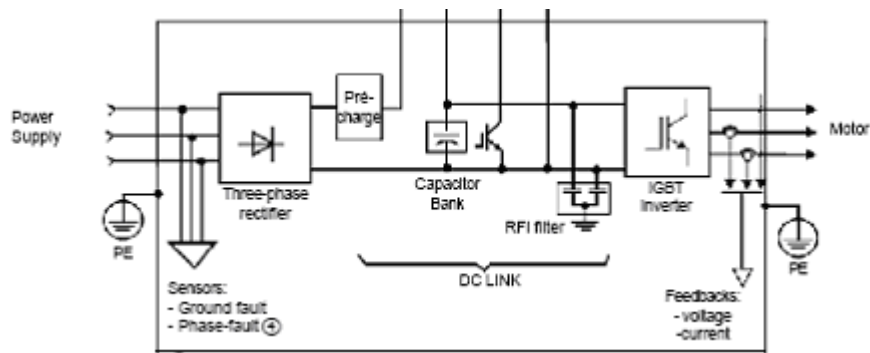 Power
Supply
Pré-
charge
Three-phase
rectifier
Capacitor
Bank
RFI filter
IGBT
Inverter
Motor
PE
PE
DC LINK
Sensors:
- Ground fault
- Phase-fault ④
Feedbacks:
- voltage
-current